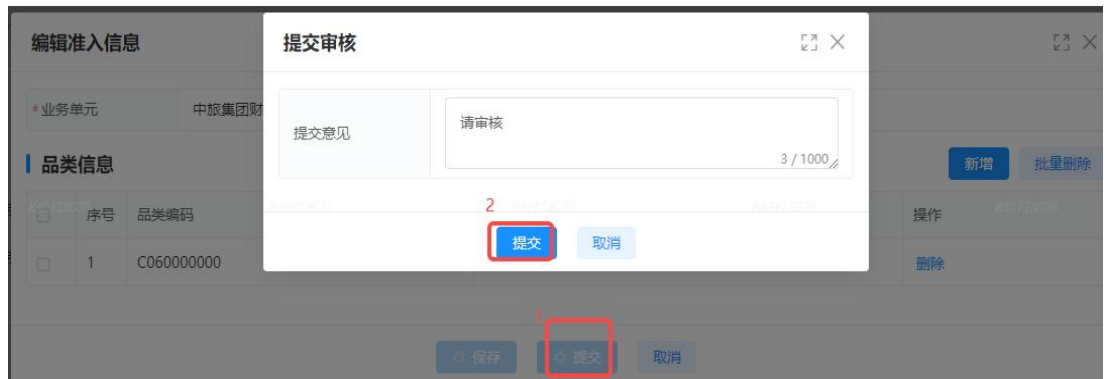 编辑准入信息
提交审核
* 业务单元
中旅集团财
提交意见
请审核
3 / 1000
品类信息
新增
批量删除
序号
品类编码
操作
2
提交
取消
1
C060000000
删除
1
保存
提交
取消